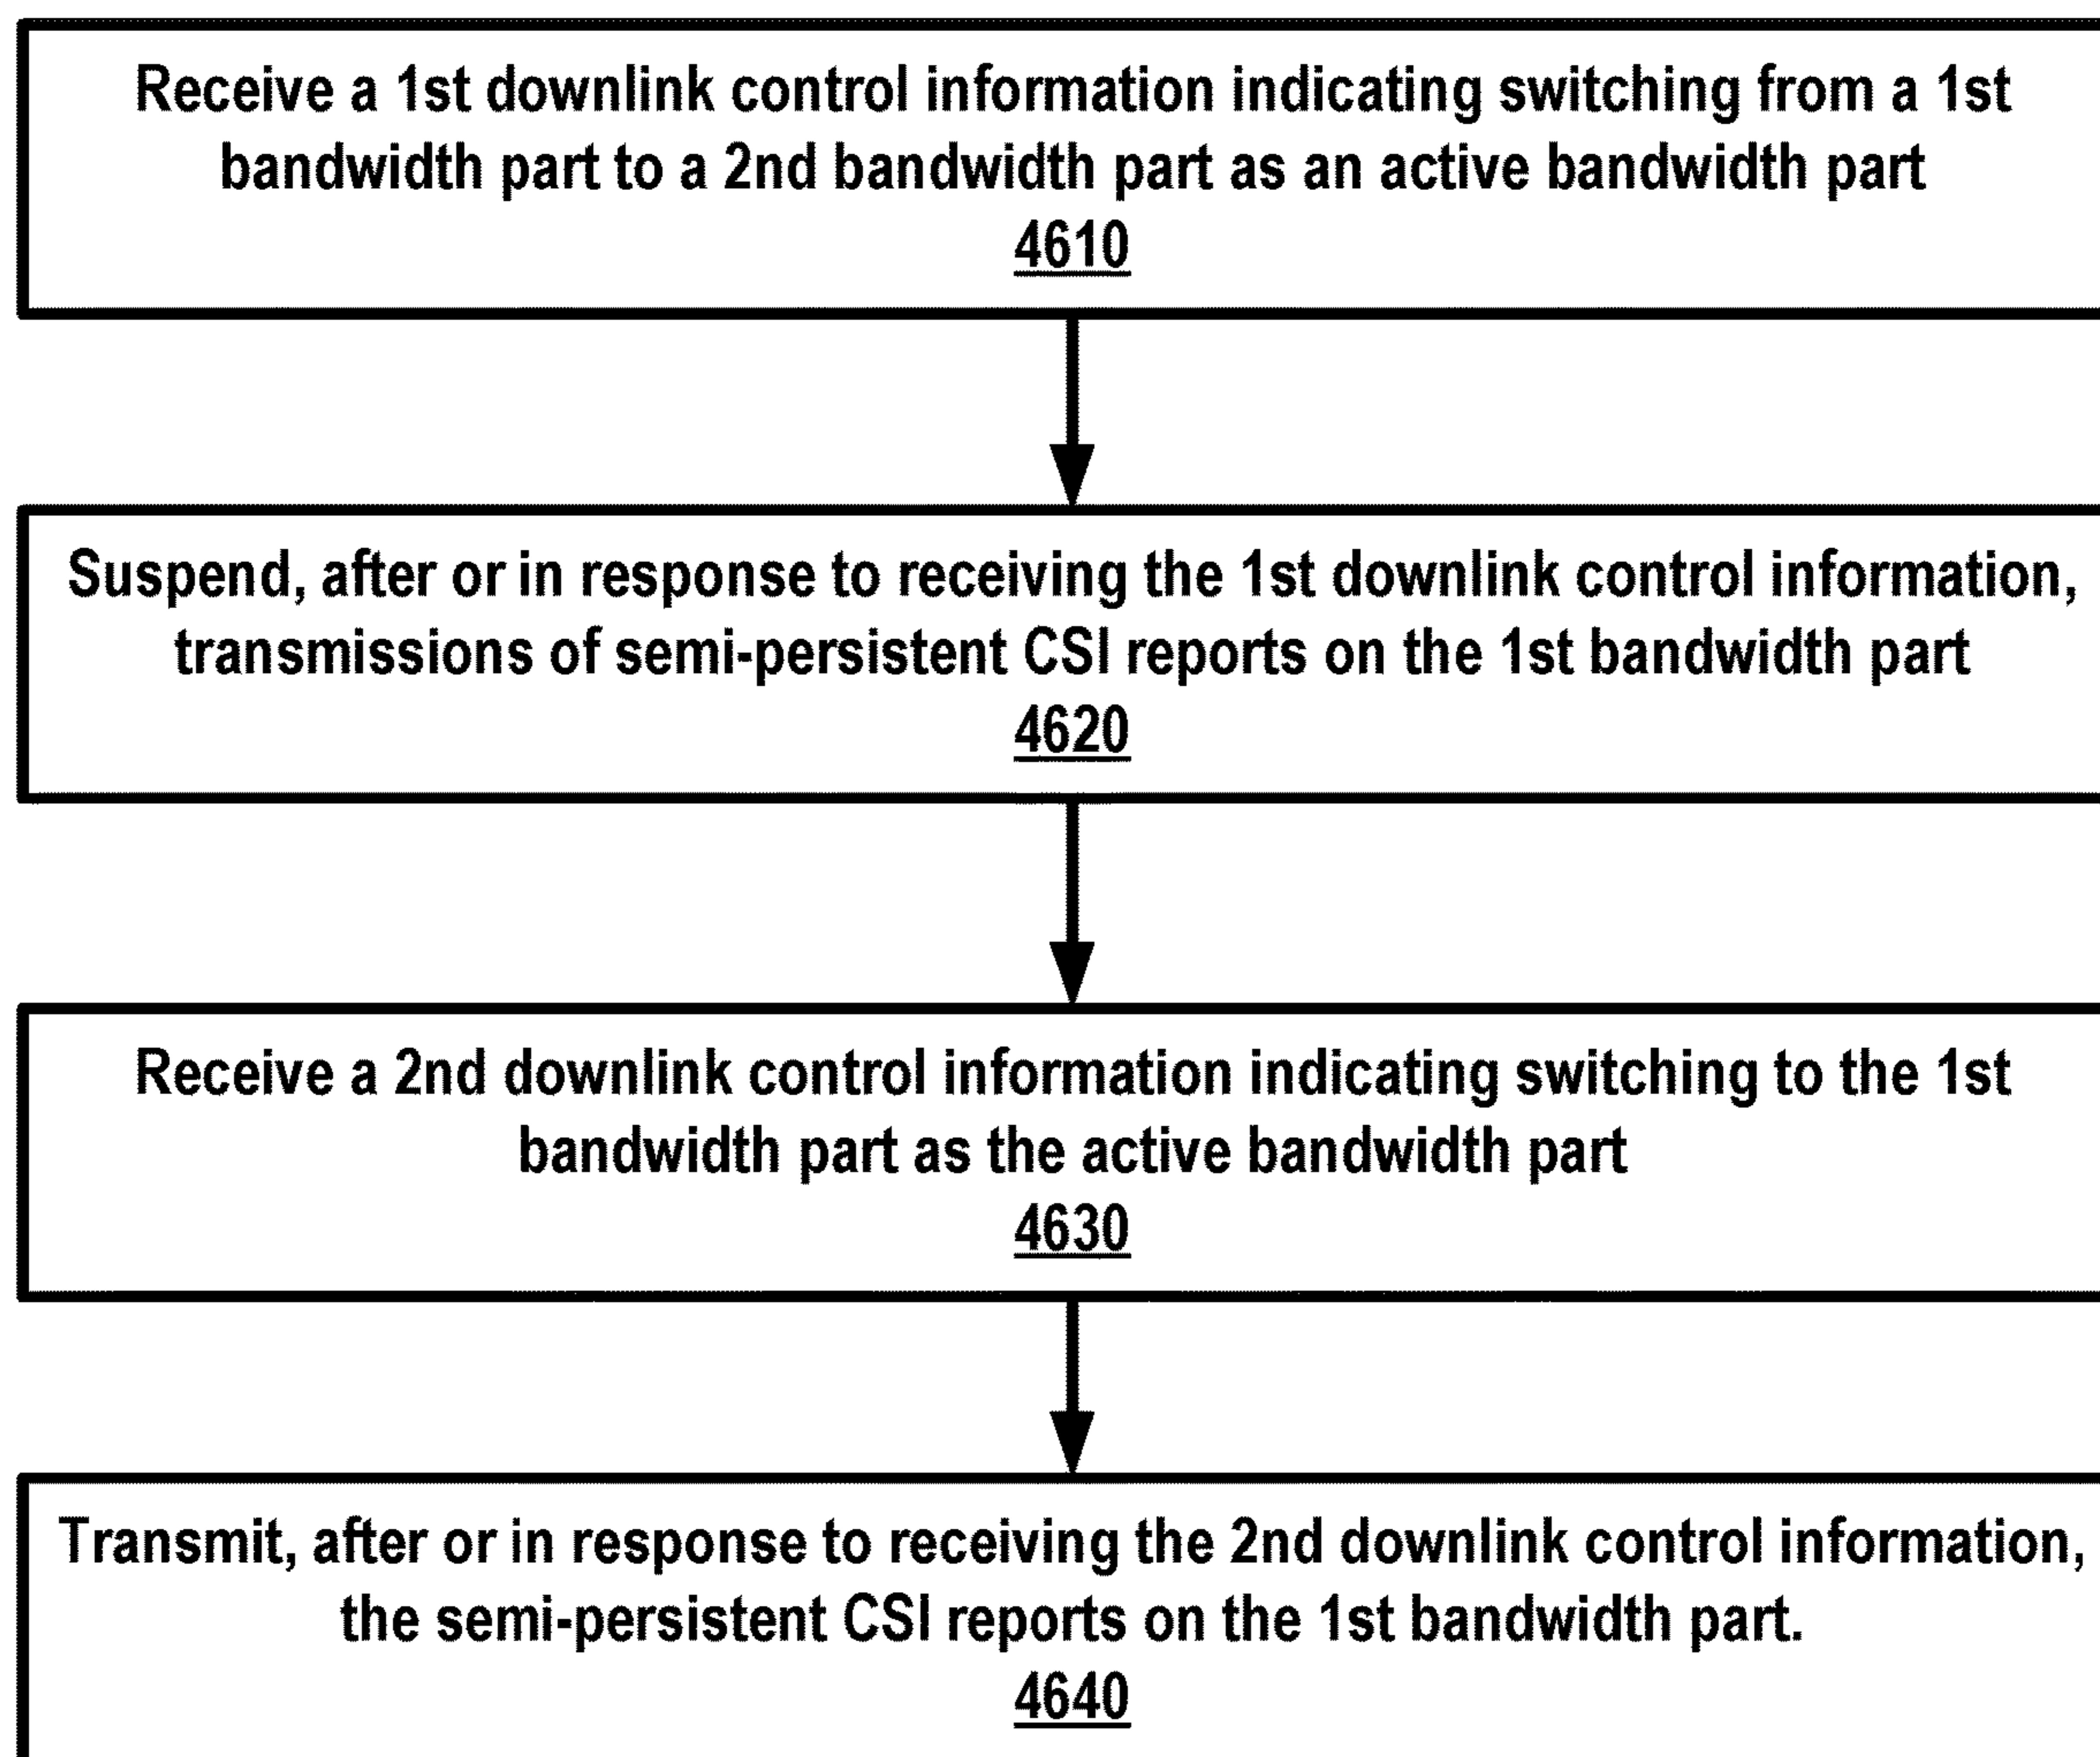 Receive a 1st downlink control information indicating switching from a 1st
bandwidth part to a 2nd bandwidth part as an active bandwidth part
4610
Suspend, after or in response to receiving the 1st downlink control information,
transmissions of semi-persistent CSI reports on the 1st bandwidth part
4620
Receive a 2nd downlink control information indicating switching to the 1st
bandwidth part as the active bandwidth part
4630
Transmit, after or in response to receiving the 2nd downlink control information,
the semi-persistent CSI reports on the 1st bandwidth part.
4640